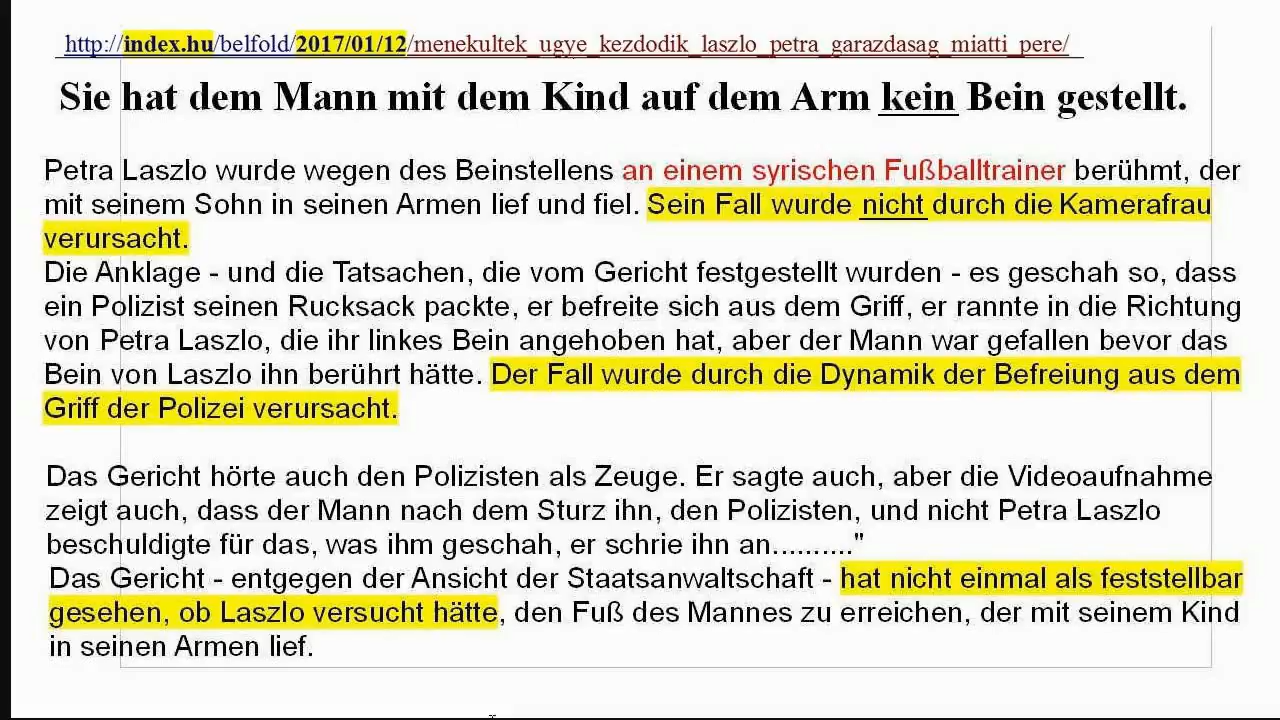 http://index.hu/belfold/2017/01/12/menekultek_ugye_kezdodik_laszlo_petra_garazdasag_miatti_pere/
Sie hat dem Mann mit dem Kind auf dem Arm kein Bein gestellt.
Petra Laszlo wurde wegen des Beinstellens an einem syrischen Fußballtrainer berühmt, der
mit seinem Sohn in seinen Armen lief und fiel. Sein Fall wurde nicht durch die Kamerafrau
verursacht.
Die Anklage - und die Tatsachen, die vom Gericht festgestellt wurden - es geschah so, dass
ein Polizist seinen Rucksack packte, er befreite sich aus dem Griff, er rannte in die Richtung
von Petra Laszlo, die ihr linkes Bein angehoben hat, aber der Mann war gefallen bevor das
Bein von Laszlo ihn berührt hätte. Der Fall wurde durch die Dynamik der Befreiung aus dem
Griff der Polizei verursacht.
Das Gericht hörte auch den Polizisten als Zeuge. Er sagte auch, aber die Videoaufnahme
zeigt auch, dass der Mann nach dem Sturz ihn, den Polizisten, und nicht Petra Laszlo
beschuldigte für das, was ihm geschah, er schrie ihn an.........."
Das Gericht - entgegen der Ansicht der Staatsanwaltschaft - hat nicht einmal als feststellbar
gesehen, ob Laszlo versucht hätte, den Fuß des Mannes zu erreichen, der mit seinem Kind
in seinen Armen lief.